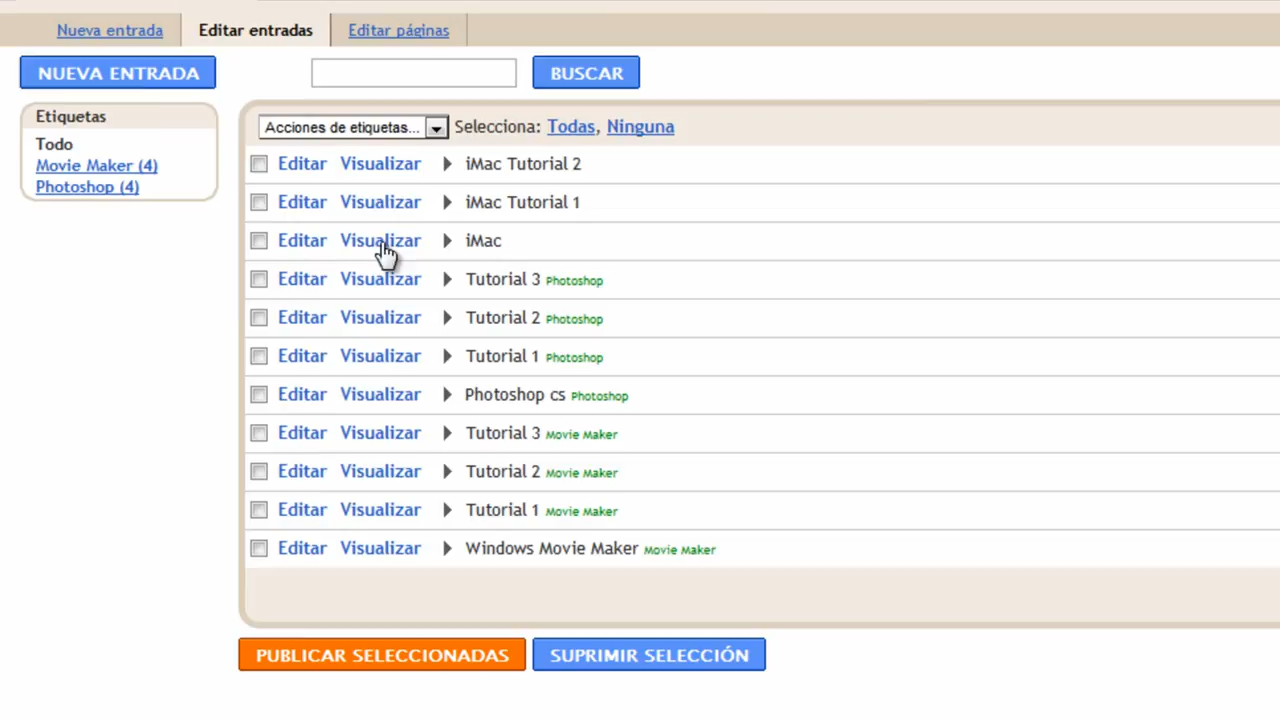 Nueva entrada Editar entradas Editar páginas
NUEVA ENTRADA BUSCAR
Etiquetas
Todo
Movie Maker (4)
Photoshop (4)
Acciones de etiquetas... Selecciona: Todas, Ninguna
Editar Visualizar iMac Tutorial 2
Editar Visualizar iMac Tutorial 1
Editar Visualizar iMac
Editar Visualizar Tutorial 3 Photoshop
Editar Visualizar Tutorial 2 Photoshop
Editar Visualizar Tutorial 1 Photoshop
Editar Visualizar Photoshop cs Photoshop
Editar Visualizar Tutorial 3 Movie Maker
Editar Visualizar Tutorial 2 Movie Maker
Editar Visualizar Tutorial 1 Movie Maker
Editar Visualizar Windows Movie Maker Movie Maker
PUBLICAR SELECCIONADAS SUPRIMIR SELECCIÓN